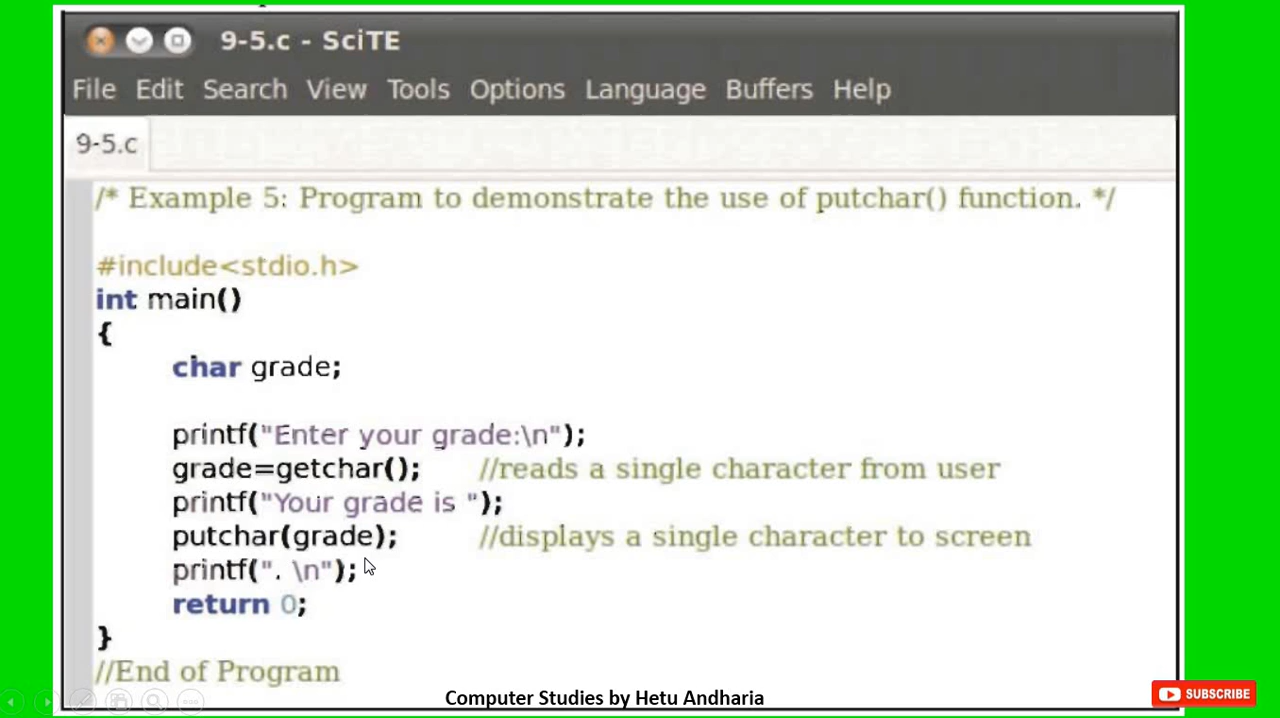 9-5.c - SciTE
File Edit Search View Tools Options Language Buffers Help
9-5.c
/* Example 5: Program to demonstrate the use of putchar() function. */
#include<stdio.h>
int main()
{
char grade;
printf("Enter your grade:\n");
grade=getchar(); //reads a single character from user
printf("Your grade is ");
putchar(grade); //displays a single character to screen
printf(". \n");
return 0;
}
//End of Program
Computer Studies by Hetu Andharia
SUBSCRIBE